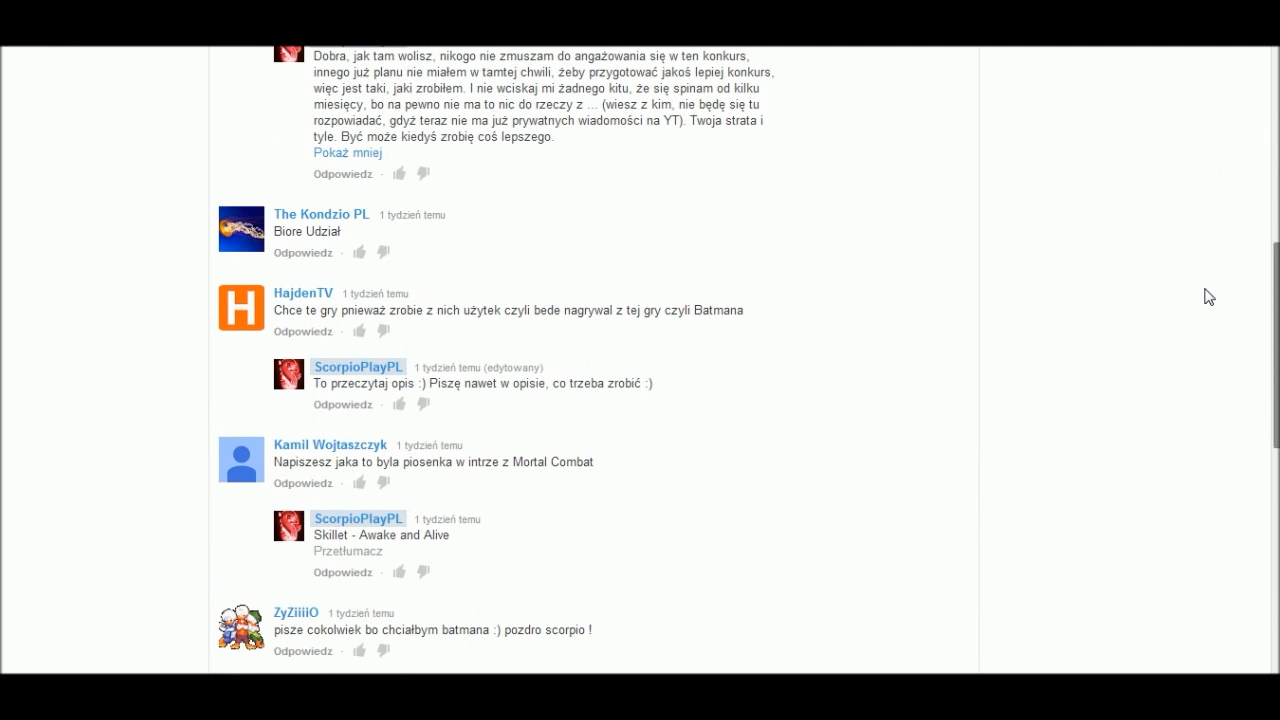 Dobra, jak tam wolisz, nikogo nie zmuszam do angażowania się w ten konkurs,
innego już planu nie miałem w tamtej chwili, żeby przygotować jakoś lepiej konkurs,
więc jest taki, jaki zrobiłem. I nie wciskaj mi żadnego kitu, że się spinam od kilku
miesięcy, bo na pewno nie ma to nic do rzeczy z ... (wiesz z kim, nie będę się tu
rozpowiadać, gdyż teraz nie ma już prywatnych wiadomości na YT). Twoja strata i
tyle. Być może kiedyś zrobię coś lepszego.
Pokaż mniej
Odpowiedz ·
The Kondzio PL 1 tydzień temu
Biore Udział
Odpowiedz ·
H
HajdenTV 1 tydzień temu
Chce te gry pnieważ zrobie z nich użytek czyli bede nagrywal z tej gry czyli Batmana
Odpowiedz ·
ScorpioPlayPL 1 tydzień temu (edytowany)
To przeczytaj opis :) Piszę nawet w opisie, co trzeba zrobić :)
Odpowiedz ·
Kamil Wojtaszczyk 1 tydzień temu
Napiszesz jaka to byla piosenka w intrze z Mortal Combat
Odpowiedz ·
ScorpioPlayPL 1 tydzień temu
Skillet - Awake and Alive
Przetłumacz
Odpowiedz ·
ZyZiiiiO 1 tydzień temu
pisze cokolwiek bo chciałbym batmana :) pozdro scorpio !
Odpowiedz ·